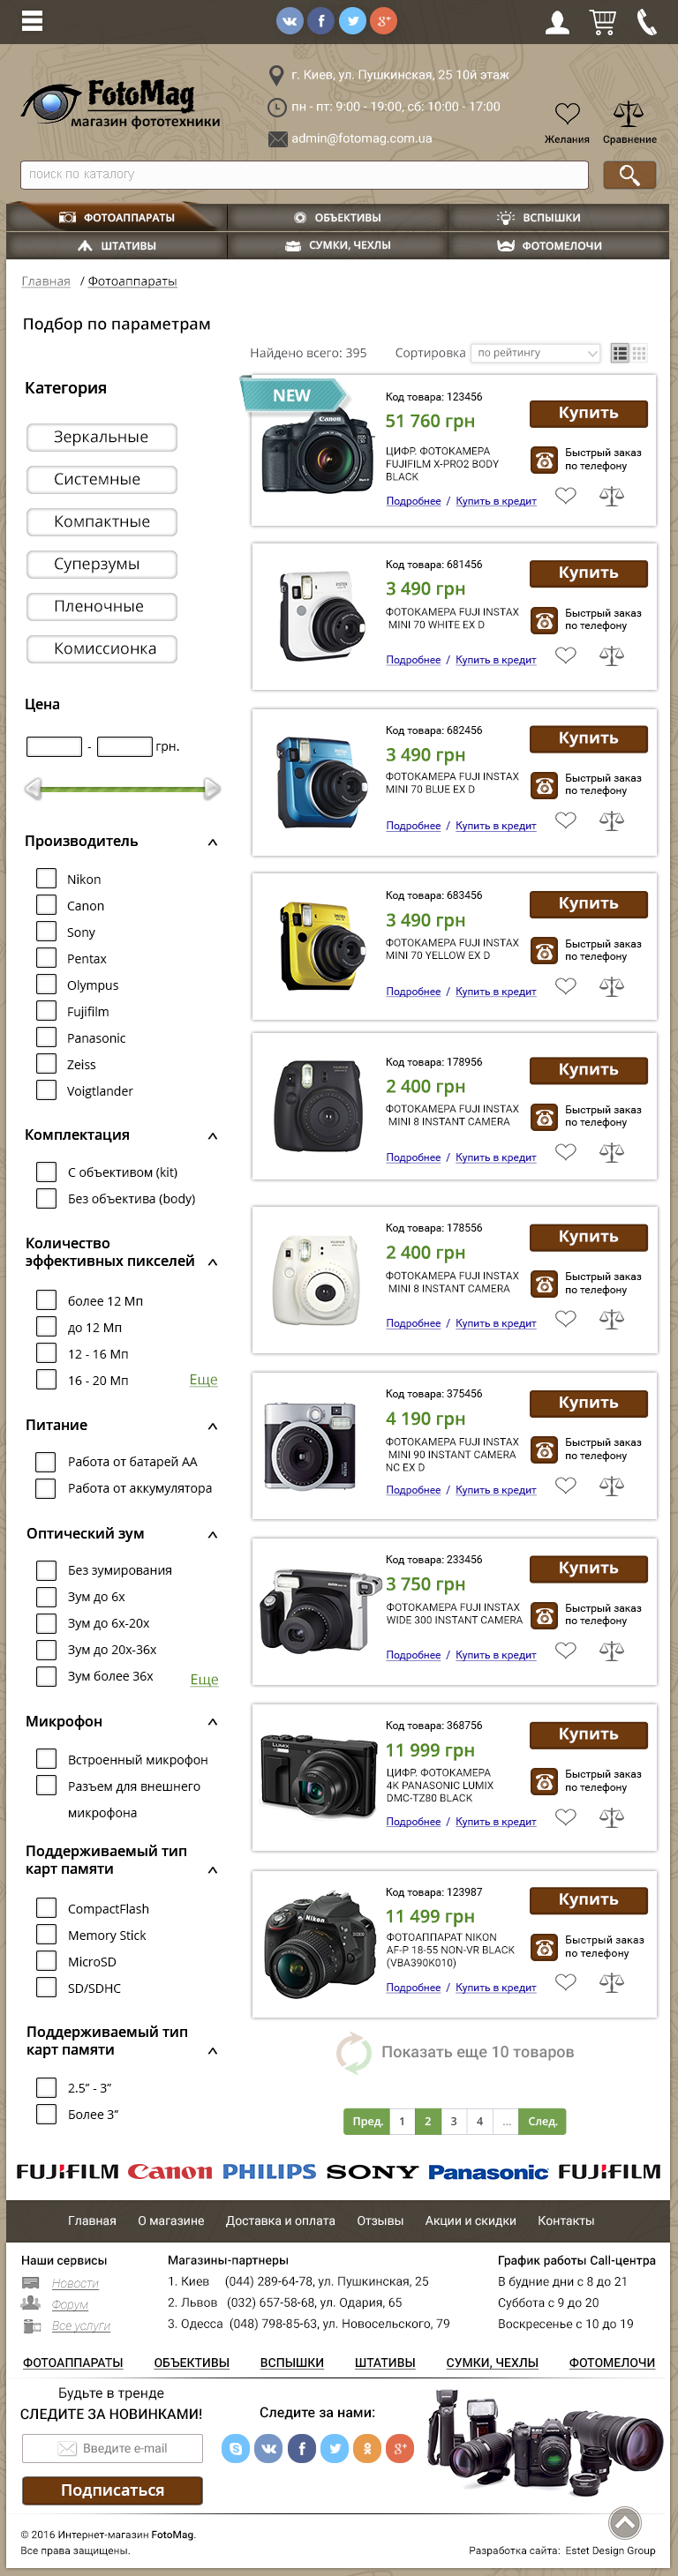 г. Киев, ул. Пушкинская, 25 10й этаж
FotoMag
магазин фототехники
пн - пт: 9:00 - 19:00, сб: 10:00 - 17:00
admin@fotomag.com.ua
Желания
Сравнение
поиск по каталогу
ФОТОАППАРАТЫ
ОБЪЕКТИВЫ
ВСПЫШКИ
ШТАТИВЫ
СУМКИ, ЧЕХЛЫ
ФОТОМЕЛОЧИ
Главная / Фотоаппараты
Подбор по параметрам
Найдено всего: 395
Сортировка
по рейтингу
Категория
Зеркальные
Системные
Компактные
Суперзумы
Пленочные
Комиссионка
Цена
- грн.
Производитель
Nikon
Canon
Sony
Pentax
Olympus
Fujifilm
Panasonic
Zeiss
Voigtlander
Комплектация
С объективом (kit)
Без объектива (body)
Количество
эффективных пикселей
более 12 Мп
до 12 Мп
12 - 16 Мп
16 - 20 Мп
Еще
Питание
Работа от батарей АА
Работа от аккумулятора
Оптический зум
Без зумирования
Зум до 6х
Зум до 6х-20х
Зум до 20х-36х
Зум более 36х
Еще
Микрофон
Встроенный микрофон
Разъем для внешнего
микрофона
Поддерживаемый тип
карт памяти
CompactFlash
Memory Stick
MicroSD
SD/SDHC
Поддерживаемый тип
карт памяти
2.5” - 3”
Более 3”
NEW
Canon
Код товара: 123456
51 760 грн
ЦИФР. ФОТОКАМЕРА
FUJIFILM X-PRO2 BODY
BLACK
Подробнее / Купить в кредит
Купить
Быстрый заказ
по телефону
Код товара: 681456
3 490 грн
ФОТОКАМЕРА FUJI INSTAX
MINI 70 WHITE EX D
Подробнее / Купить в кредит
Купить
Быстрый заказ
по телефону
Код товара: 682456
3 490 грн
ФОТОКАМЕРА FUJI INSTAX
MINI 70 BLUE EX D
Подробнее / Купить в кредит
Купить
Быстрый заказ
по телефону
Код товара: 683456
3 490 грн
ФОТОКАМЕРА FUJI INSTAX
MINI 70 YELLOW EX D
Подробнее / Купить в кредит
Купить
Быстрый заказ
по телефону
Код товара: 178956
2 400 грн
ФОТОКАМЕРА FUJI INSTAX
MINI 8 INSTANT CAMERA
Подробнее / Купить в кредит
Купить
Быстрый заказ
по телефону
Код товара: 178556
2 400 грн
ФОТОКАМЕРА FUJI INSTAX
MINI 8 INSTANT CAMERA
Подробнее / Купить в кредит
Купить
Быстрый заказ
по телефону
Код товара: 375456
4 190 грн
ФОТОКАМЕРА FUJI INSTAX
MINI 90 INSTANT CAMERA
NC EX D
Подробнее / Купить в кредит
Купить
Быстрый заказ
по телефону
Код товара: 233456
3 750 грн
ФОТОКАМЕРА FUJI INSTAX
WIDE 300 INSTANT CAMERA
Подробнее / Купить в кредит
Купить
Быстрый заказ
по телефону
LUMIX
Код товара: 368756
11 999 грн
ЦИФР. ФОТОКАМЕРА
4K PANASONIC LUMIX
DMC-TZ80 BLACK
Подробнее / Купить в кредит
Купить
Быстрый заказ
по телефону
Nikon
Код товара: 123987
11 499 грн
ФОТОАППАРАТ NIKON
AF-P 18-55 NON-VR BLACK
(VBA390K010)
Подробнее / Купить в кредит
Купить
Быстрый заказ
по телефону
Показать еще 10 товаров
Пред. 1 2 3 4 ... След.
FUJIFILM Canon PHILIPS SONY Panasonic FUJIFILM
Главная О магазине Доставка и оплата Отзывы Акции и скидки Контакты
Наши сервисы
Новости
Форум
Все услуги
Магазины-партнеры
1. Киев (044) 289-64-78, ул. Пушкинская, 25
2. Львов (032) 657-58-68, ул. Одария, 65
3. Одесса (048) 798-85-63, ул. Новосельского, 79
График работы Call-центра
В будние дни с 8 до 21
Суббота с 9 до 20
Воскресенье с 10 до 19
ФОТОАППАРАТЫ ОБЪЕКТИВЫ ВСПЫШКИ ШТАТИВЫ СУМКИ, ЧЕХЛЫ ФОТОМЕЛОЧИ
Будьте в тренде
СЛЕДИТЕ ЗА НОВИНКАМИ!
Введите e-mail
Подписаться
Следите за нами:
© 2016 Интернет-магазин FotoMag.
Все права защищены.
Разработка сайта: Estet Design Group